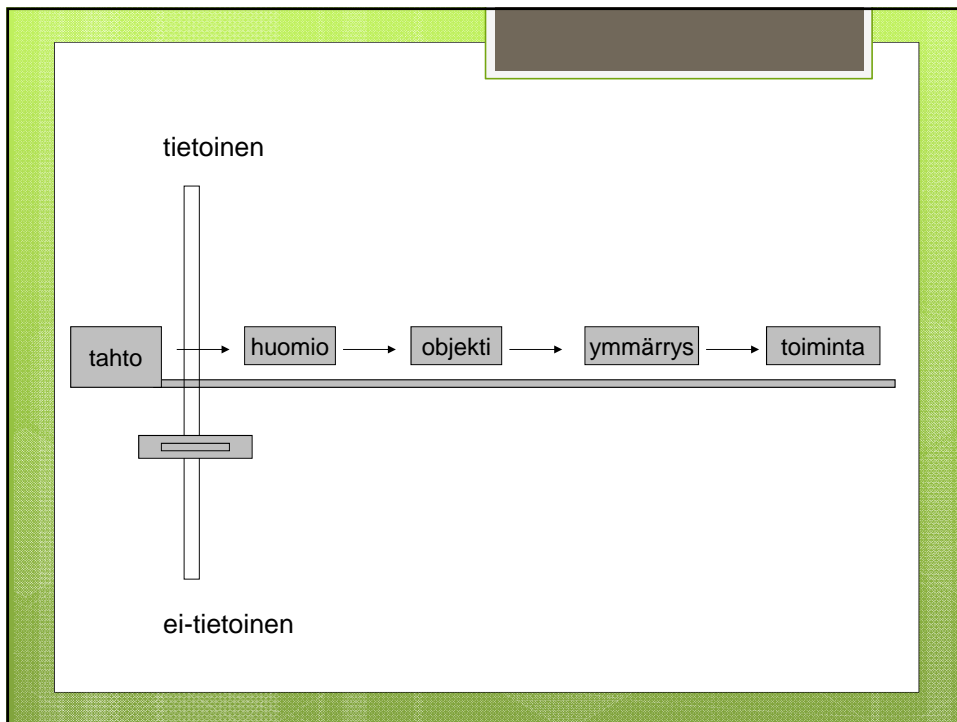 tietoinen
tahto huomio objekti ymmärrys toiminta
ei-tietoinen